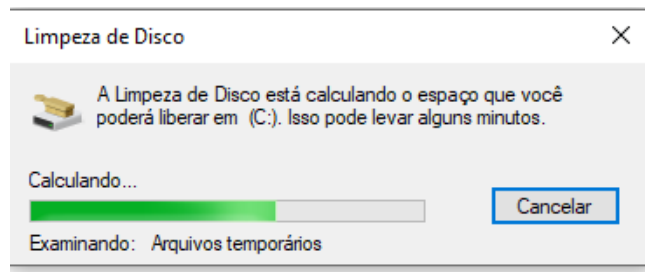 Limpeza de Disco
A Limpeza de Disco está calculando o espaço que você
poderá liberar em (C:). Isso pode levar alguns minutos.
Calculando...
Cancelar
Examinando: Arquivos temporários